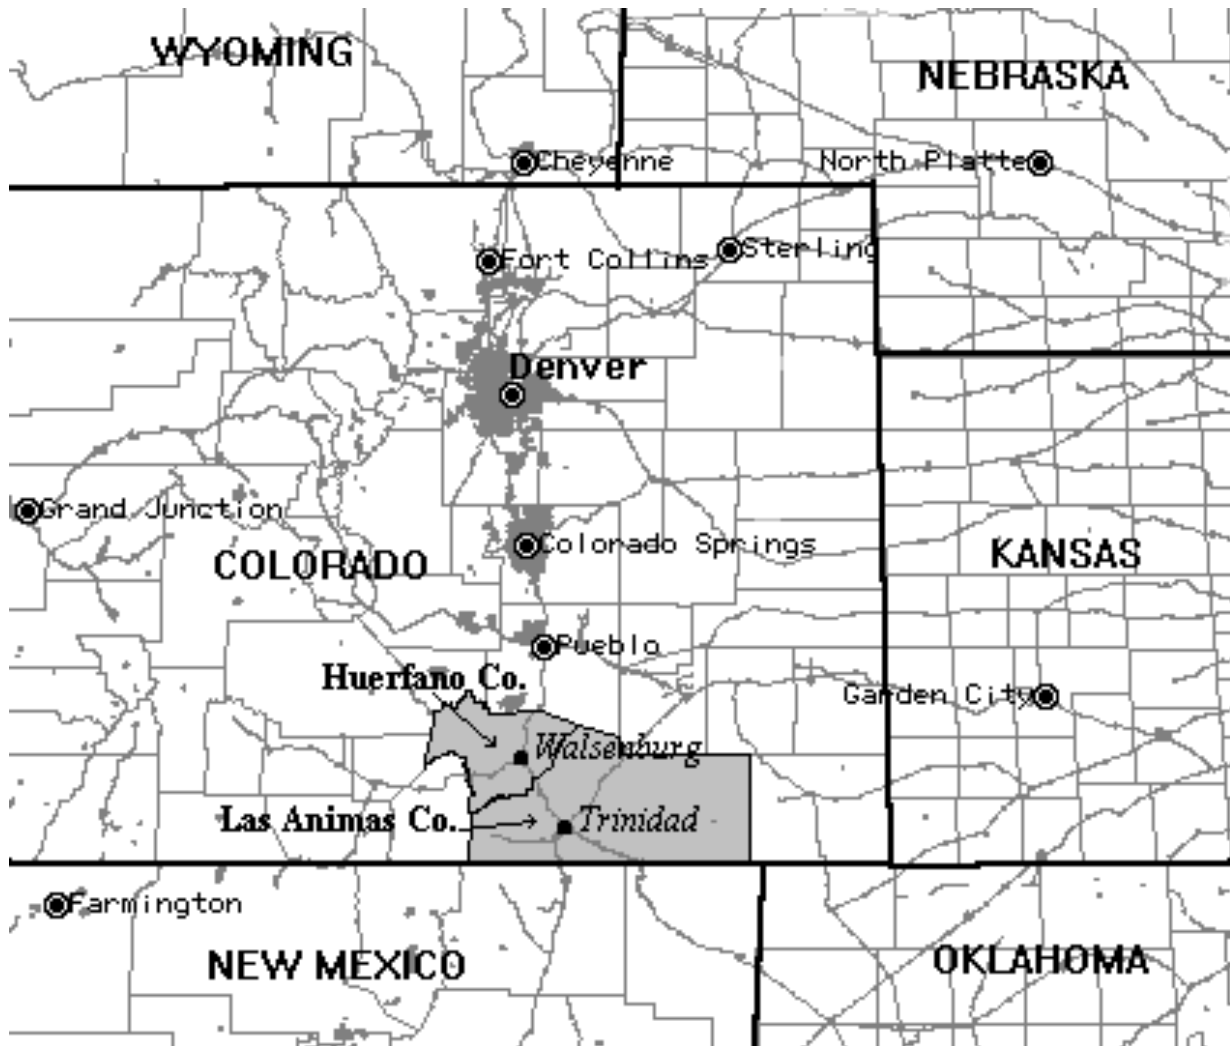 WYOMING
NEBRASKA
Cheyenne
North Platte
Fort Collins
Sterling
Denver
Grand Junction
Colorado Springs
COLORADO
KANSAS
Pueblo
Huerfano Co.
Garden City
Walsenburg
Las Animas Co.
Trinidad
Farmington
NEW MEXICO
OKLAHOMA